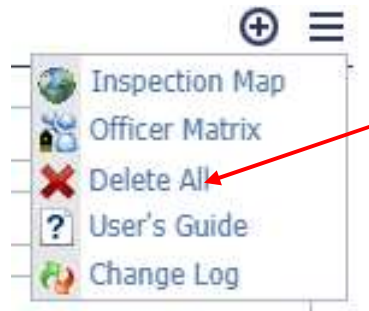 Inspection Map
Officer Matrix
Delete All
? User's Guide
Change Log